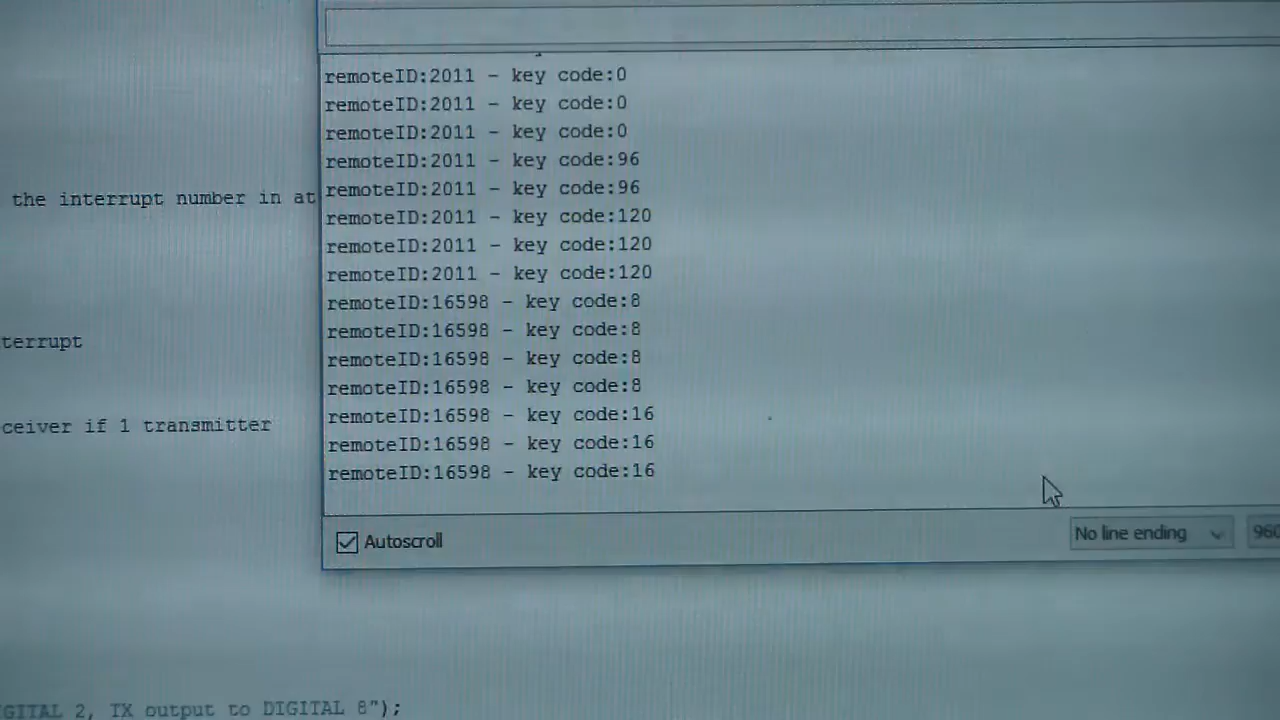 remoteID:2011 - key code:0
remoteID:2011 - key code:0
remoteID:2011 - key code:0
remoteID:2011 - key code:96
remoteID:2011 - key code:96
remoteID:2011 - key code:120
remoteID:2011 - key code:120
remoteID:2011 - key code:120
remoteID:16598 - key code:8
remoteID:16598 - key code:8
remoteID:16598 - key code:8
remoteID:16598 - key code:8
remoteID:16598 - key code:16
remoteID:16598 - key code:16
remoteID:16598 - key code:16
Autoscroll
No line ending
960
the interrupt number in at
terrupt
ceiver if 1 transmitter
GITAL 2, TX output to DIGITAL 8");